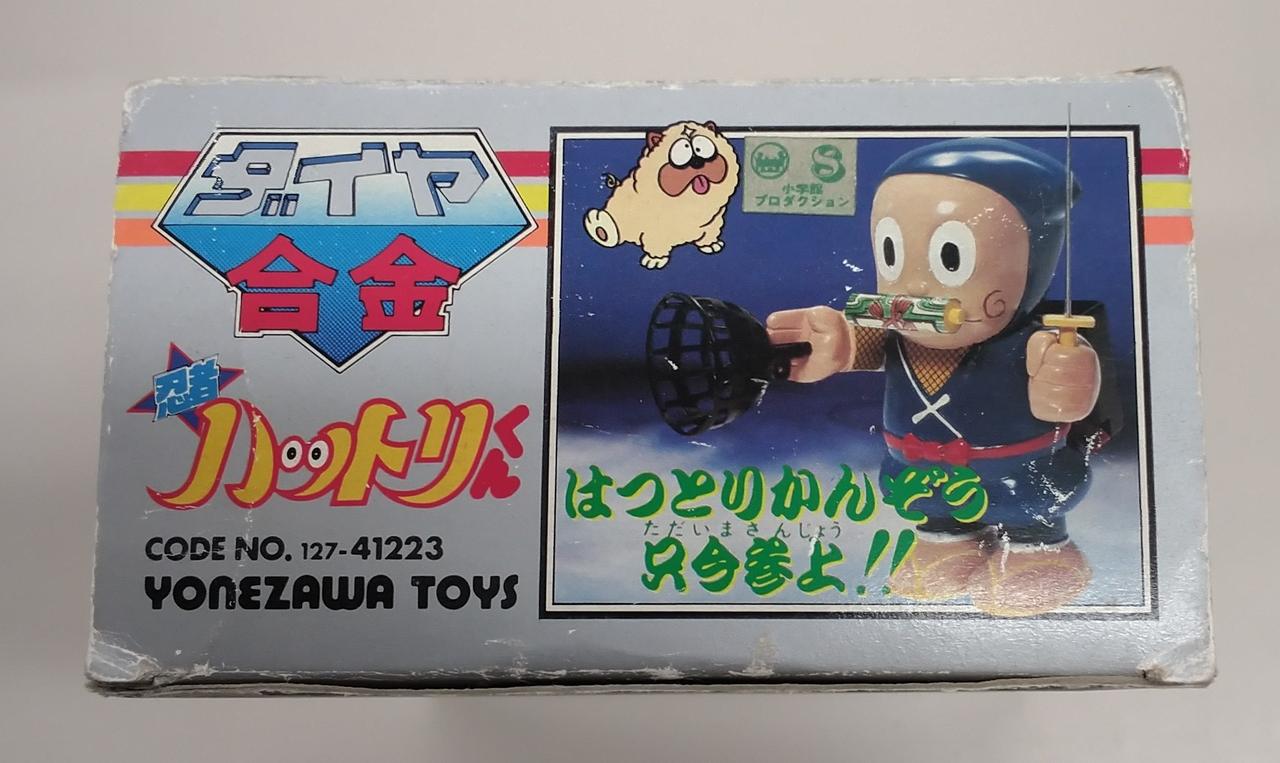 ダイヤ
合金
忍者
ハットリくん
CODE NO. 127-41223
YONEZAWA TOYS
小学館
プロダクション
はっとりかんぞう
ただいまさんじょう
只今参上!!